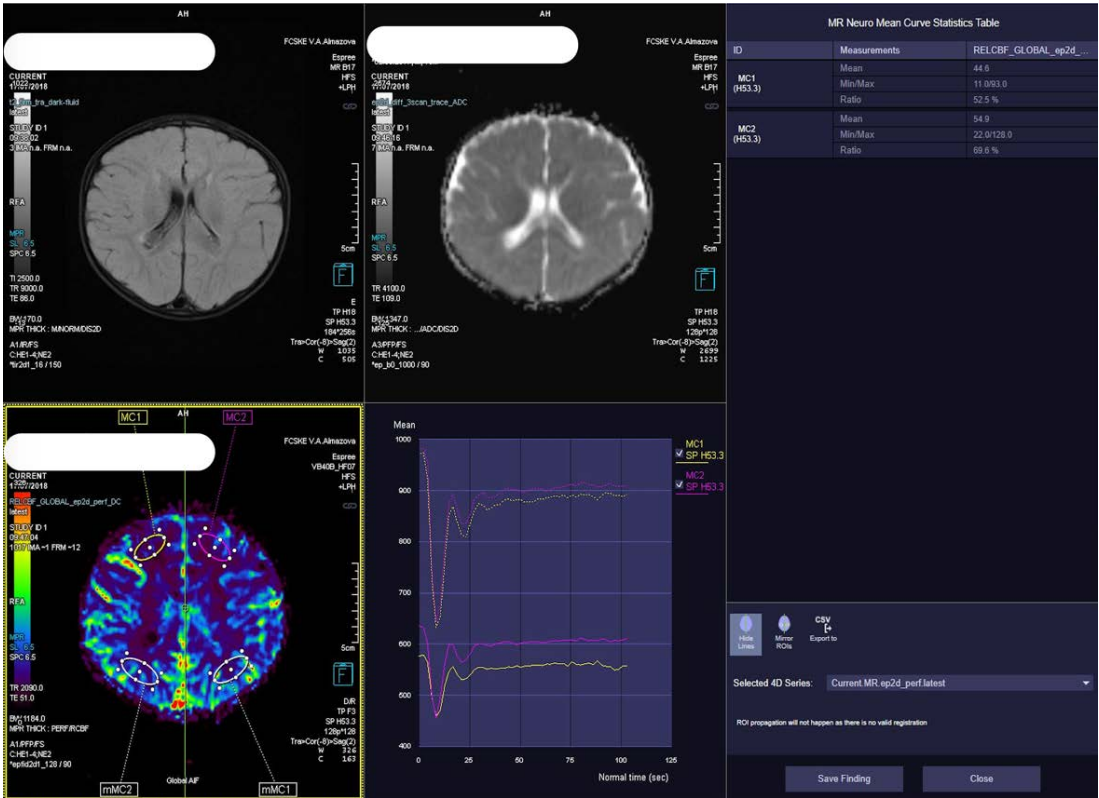 AH
FCSKE V.A.Almazova
Espree
MR B17
HFS
+LPH
CURRENT
17/07/2018
latest
STUDY ID 1
REA
MPR
SL 6.5
SPC 6.5
TI 2500.0
TR 9000.0
TE 86.0
MPR THICK : M/NORM/DIS2D
A1/IR/FS
C:HE1-4;NE2
*tir2d1_16 / 150
5cm
F
E
TP H18
SP H53.3
184*256s
Tra>Cor(-8)>Sag(2)
W 1035
C 505
AH
FCSKE V.A.Almazova
Espree
MR B17
HFS
+LPH
CURRENT
17/07/2018
latest
STUDY ID 1
REA
MPR
SL 6.5
SPC 6.5
TR 4100.0
TE 109.0
MPR THICK : .../ADC/DIS2D
A3/PFP/FS
C:HE1-4;NE2
*ep_b0_1000 / 90
5cm
F
TP H18
SP H53.3
128p*128
Tra>Cor(-8)>Sag(2)
W 2699
C 1225
MR Neuro Mean Curve Statistics Table
ID Measurements RELCBF_GLOBAL_ep2d_...
MC1
(H53.3)
Mean 44.6
Min/Max 11.0/93.0
Ratio 52.5 %
MC2
(H53.3)
Mean 54.9
Min/Max 22.0/128.0
Ratio 69.6 %
MC1
AH
MC2
FCSKE V.A.Almazova
Espree
VB40B_HF07
HFS
+LPH
CURRENT
17/07/2018
RELCBF_GLOBAL_ep2d_perf_DC
latest
STUDY ID 1
REA
MPR
SL 6.5
SPC 6.5
TR 2090.0
TE 51.0
MPR THICK : PERF/RCBF
A1/PFP/FS
C:HE1-4;NE2
*epfid2d1_128 / 90
5cm
F
D/R
TP F3
SP H53.3
128p*128
Tra>Cor(-8)>Sag(2)
W 326
C 163
mMC2
Global AIF
mMC1
Mean
1000
900
800
700
600
500
400
0 25 50 75 100 125
Normal time (sec)
MC1
SP H53.3
MC2
SP H53.3
Hide
Lines
Mirror
ROIs
CSV
Export to
Selected 4D Series: Current.MR.ep2d_perf.latest
ROI propagation will not happen as there is no valid registration
Save Finding
Close